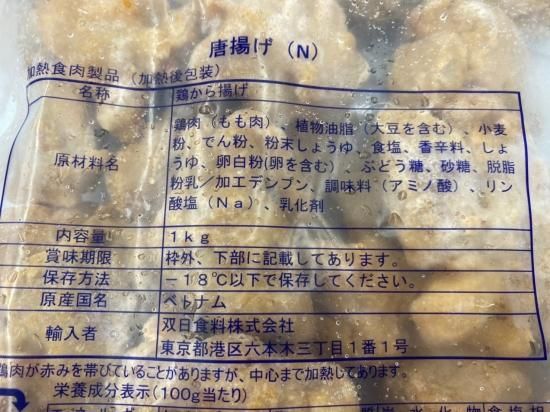 唐揚げ(N)
加熱食肉製品(加熱後包装)
名称 鶏から揚げ
原材料名 鶏肉(もも肉)、植物油脂(大豆を含む)、小麦
粉、でん粉、粉末しょうゆ、食塩、香辛料、しょ
うゆ、卵白粉(卵を含む)、ぶどう糖、砂糖、脱脂
粉乳/加工デンプン、調味料(アミノ酸)、リン
酸塩(Na)、乳化剤
内容量 1kg
賞味期限 枠外、下部に記載してあります。
保存方法 -18℃以下で保存してください。
原産国名 ベトナム
輸入者 双日食料株式会社
東京都港区六本木三丁目1番1号
鶏肉が赤みを帯びていることがありますが、中心まで加熱してあります。
栄養成分表示(100g当たり)